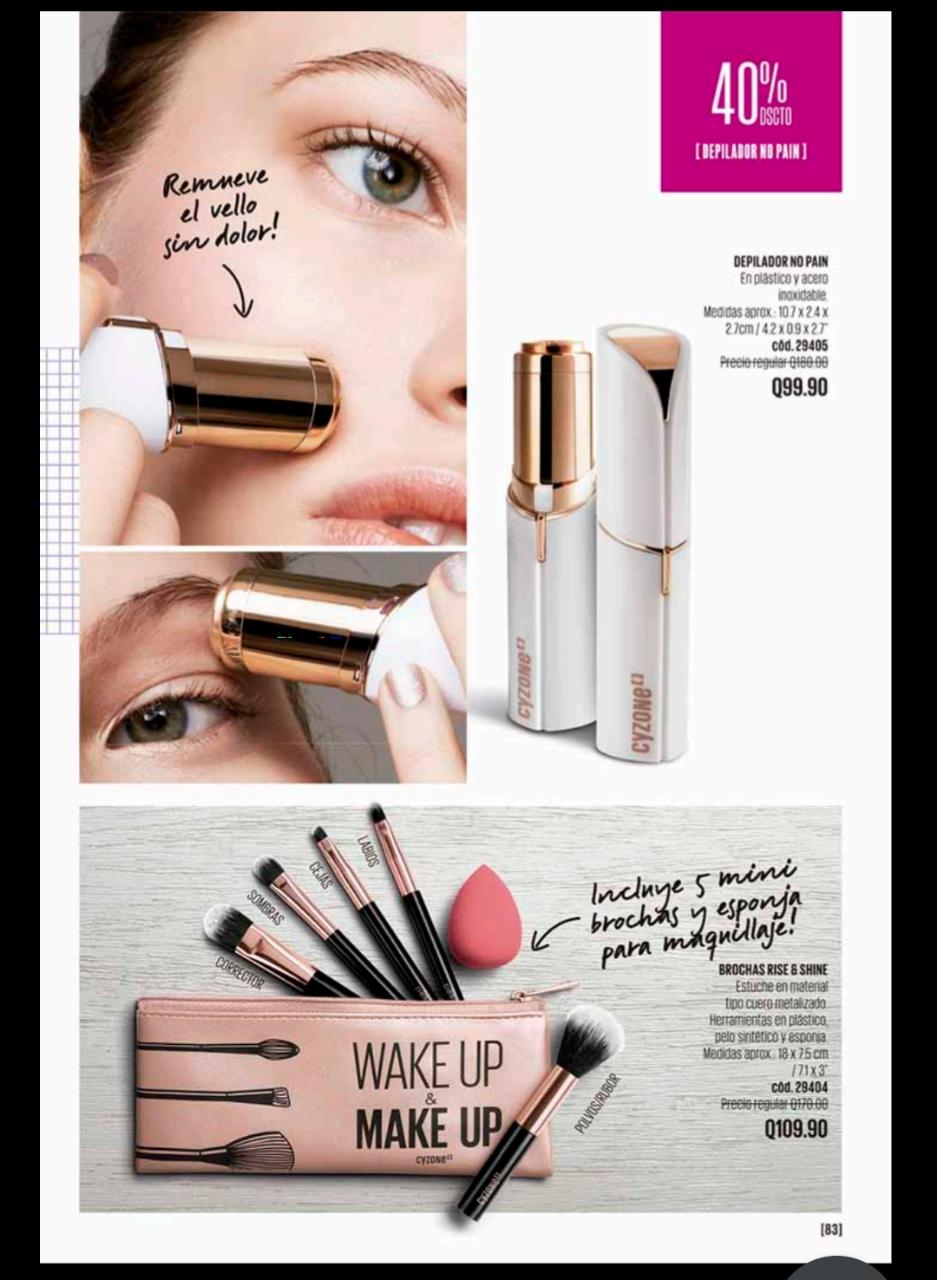 Remueve
el vello
sin dolor!
40%
DSCTO
[ DEPILADOR NO PAIN ]
DEPILADOR NO PAIN
En plástico y acero
inoxidable.
Medidas aprox.: 10.7 x 2.4 x
2.7cm / 4.2 x 0.9 x 2.7"
cód. 29405
Precio regular Q180.00
Q99.90
cyzone
cyzone
LABIOS
CEJAS
SOMBRAS
CORRECTOR
Incluye 5 mini
brochas y esponja
para maquillaje!
BROCHAS RISE & SHINE
Estuche en material
tipo cuero metalizado.
Herramientas en plástico,
pelo sintético y esponja.
Medidas aprox.: 18 x 7.5 cm
/ 7.1 x 3"
cód. 29404
Precio regular Q170.00
Q109.90
WAKE UP
&
MAKE UP
cyzone
POLVOS/RUBOR
cyzone
[83]